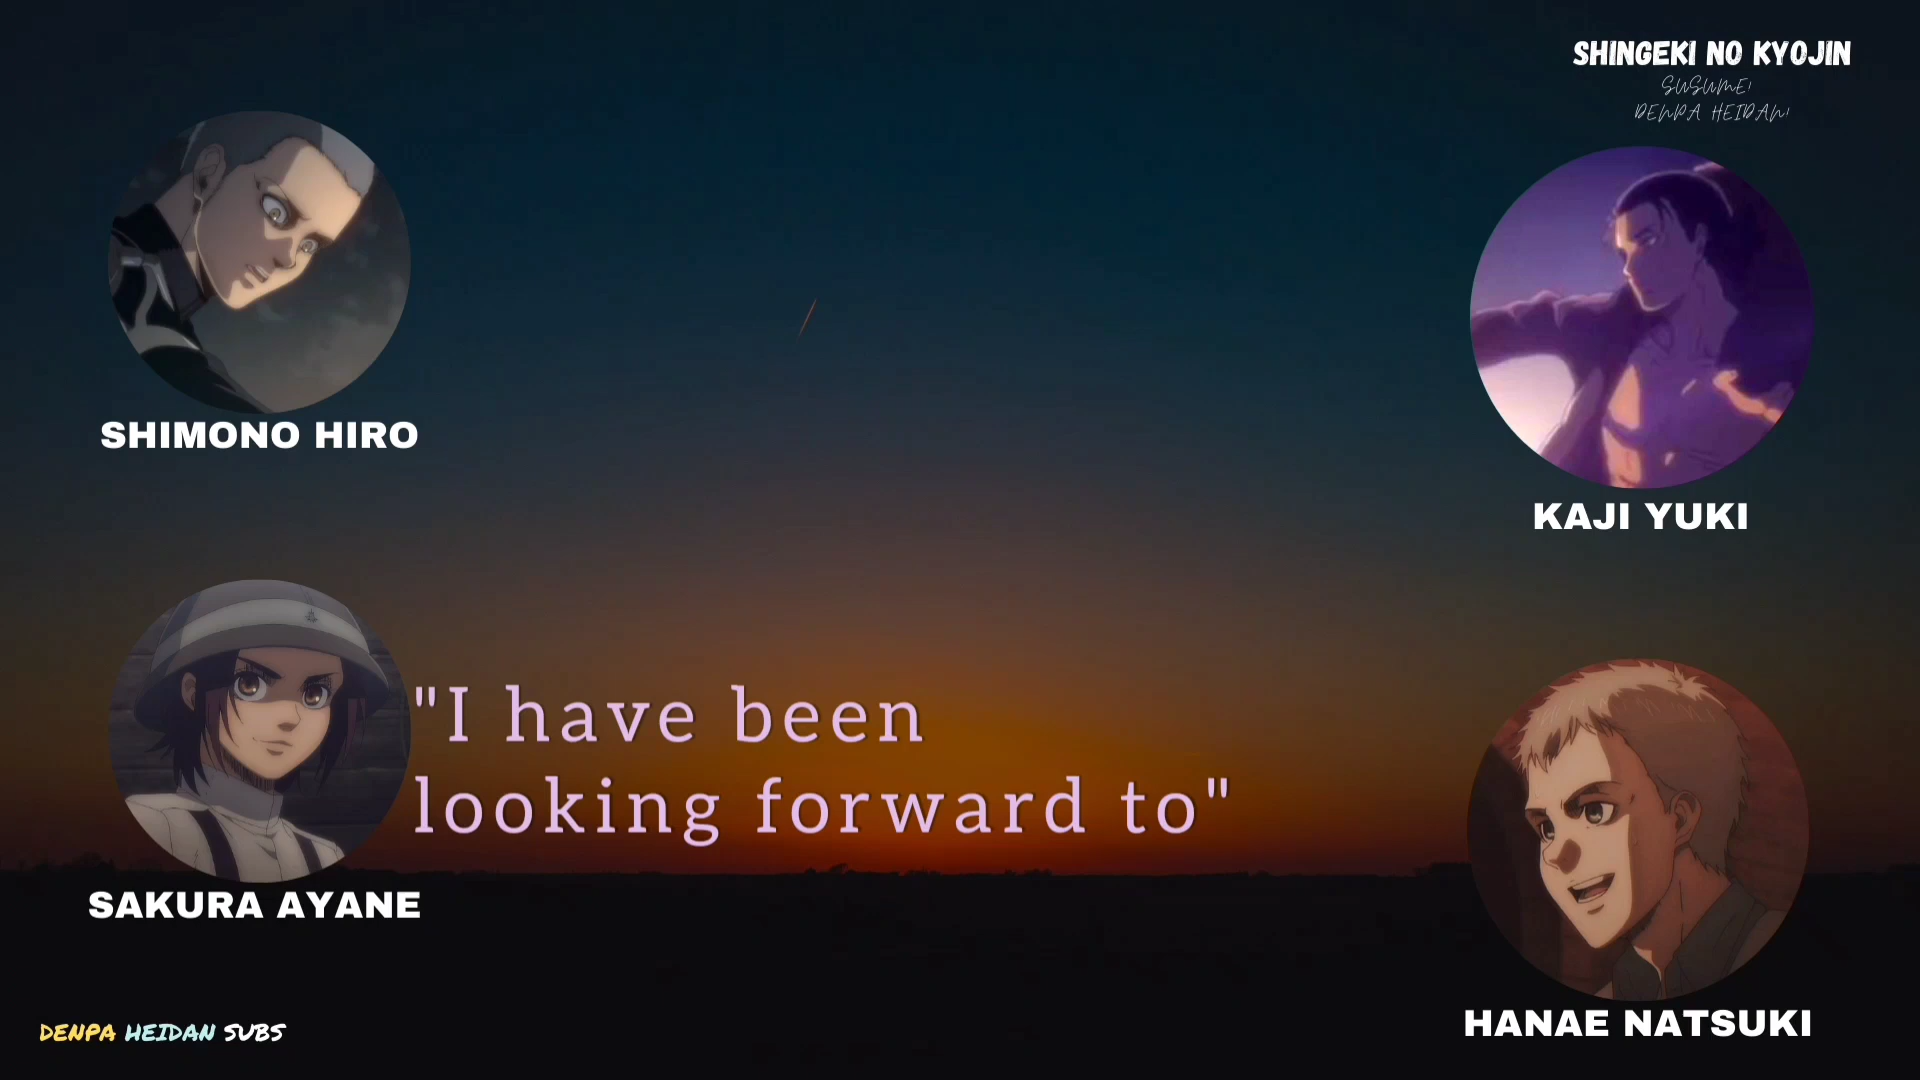 SHINGEKI NO KYOJIN
SUSUME!
DENPA HEIDAN!
SHIMONO HIRO
KAJI YUKI
"I have been
looking forward to"
SAKURA AYANE
HANAE NATSUKI
DENPA HEIDAN SUBS